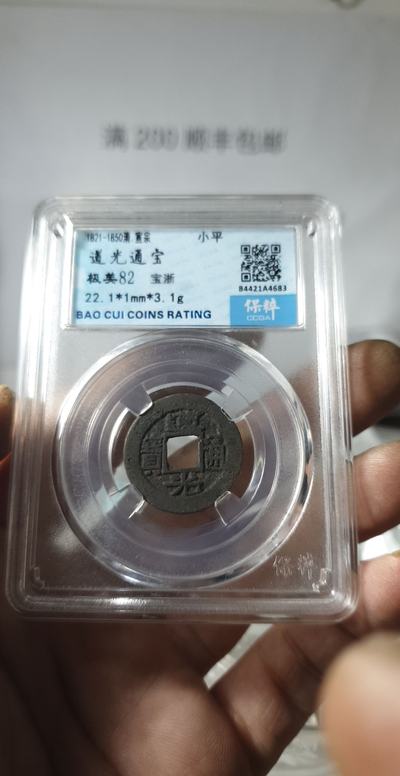 满 200 顺丰包邮
1821-1850清 宣宗 小平
道光通宝
极美82 宝浙
22.1*1mm*3.1g
B4421A4683
BAO CUI COINS RATING
保粹
CCGA
道光通寶
保粹